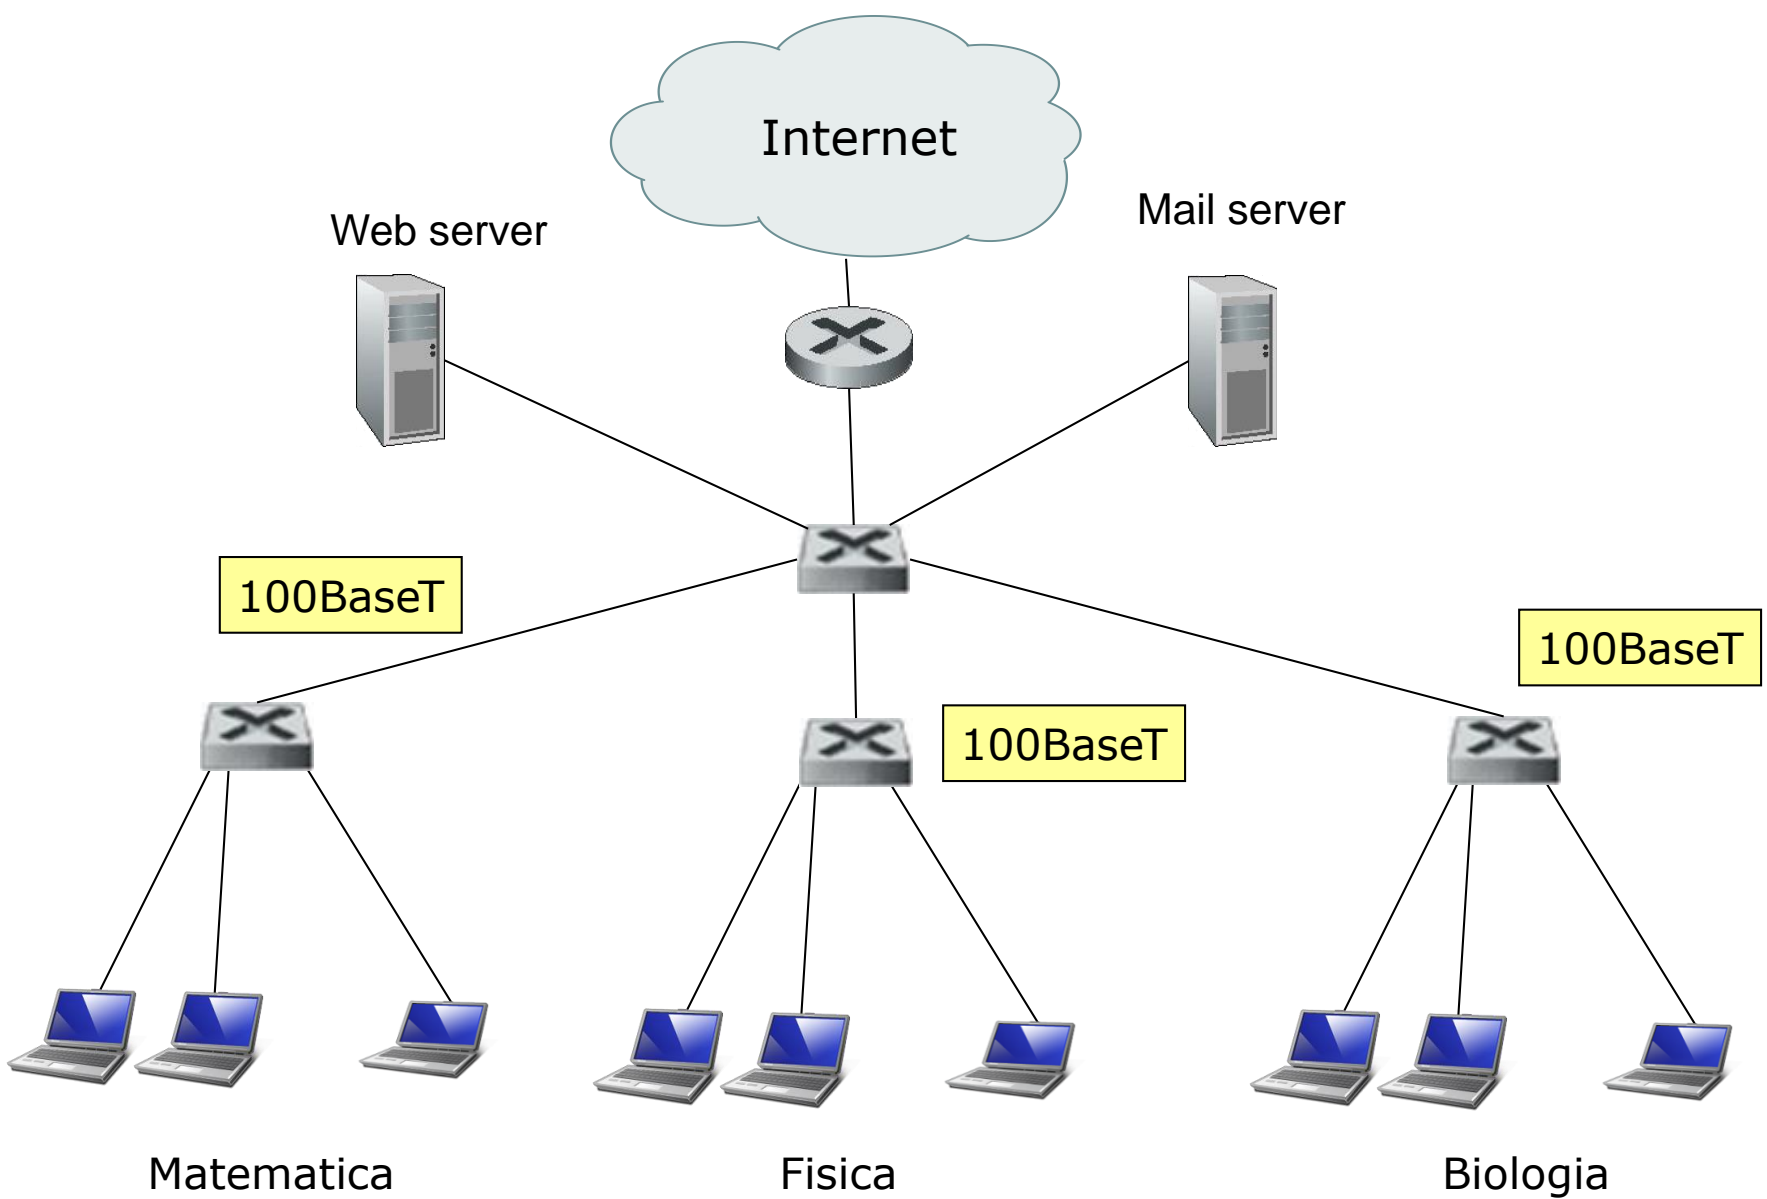 Internet
Web server
Mail server
100BaseT
100BaseT
100BaseT
Matematica
Fisica
Biologia